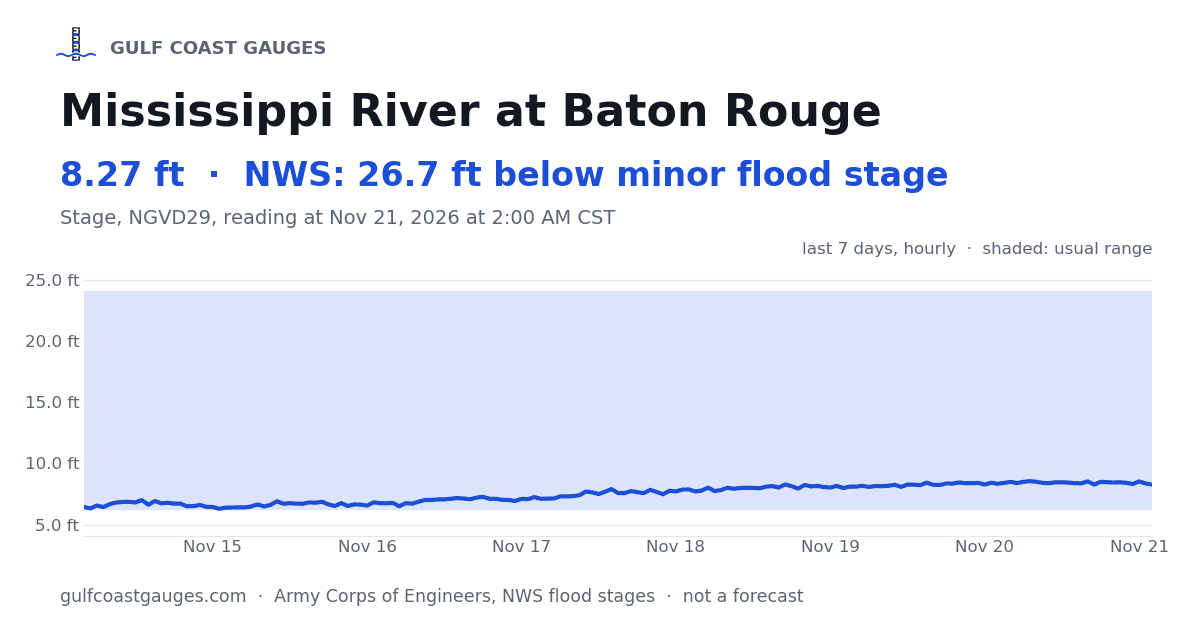 GULF COAST GAUGES
Mississippi River at Baton Rouge
8.27 ft · NWS: 26.7 ft below minor flood stage
Stage, NGVD29, reading at Nov 21, 2026 at 2:00 AM CST
last 7 days, hourly · shaded: usual range
25.0 ft
20.0 ft
15.0 ft
10.0 ft
5.0 ft
Nov 15 Nov 16 Nov 17 Nov 18 Nov 19 Nov 20 Nov 21
gulfcoastgauges.com · Army Corps of Engineers, NWS flood stages · not a forecast